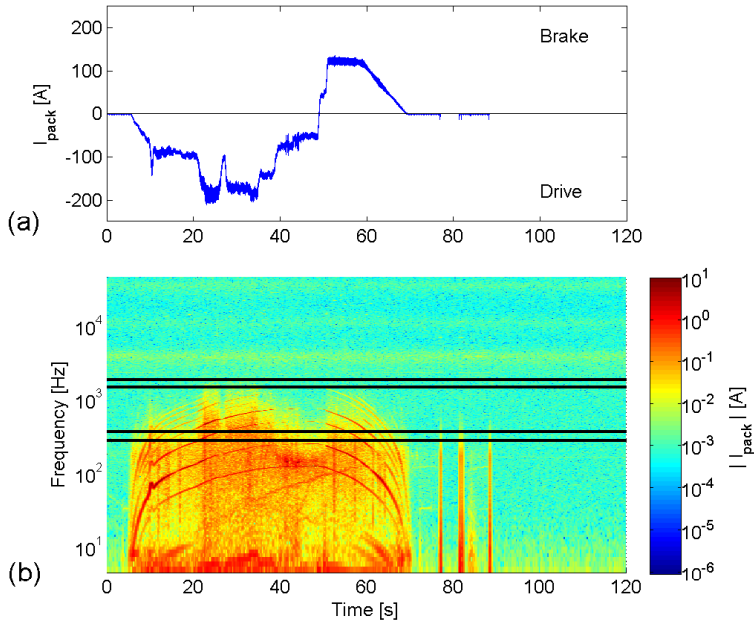 200
100
0
-100
-200
I_pack [A]
Brake
Drive
(a)
0 20 40 60 80 100 120
10^4
10^3
10^2
10^1
Frequency [Hz]
(b)
0 20 40 60 80 100 120
Time [s]
10^1
10^0
10^-1
10^-2
10^-3
10^-4
10^-5
10^-6
| I_pack | [A]